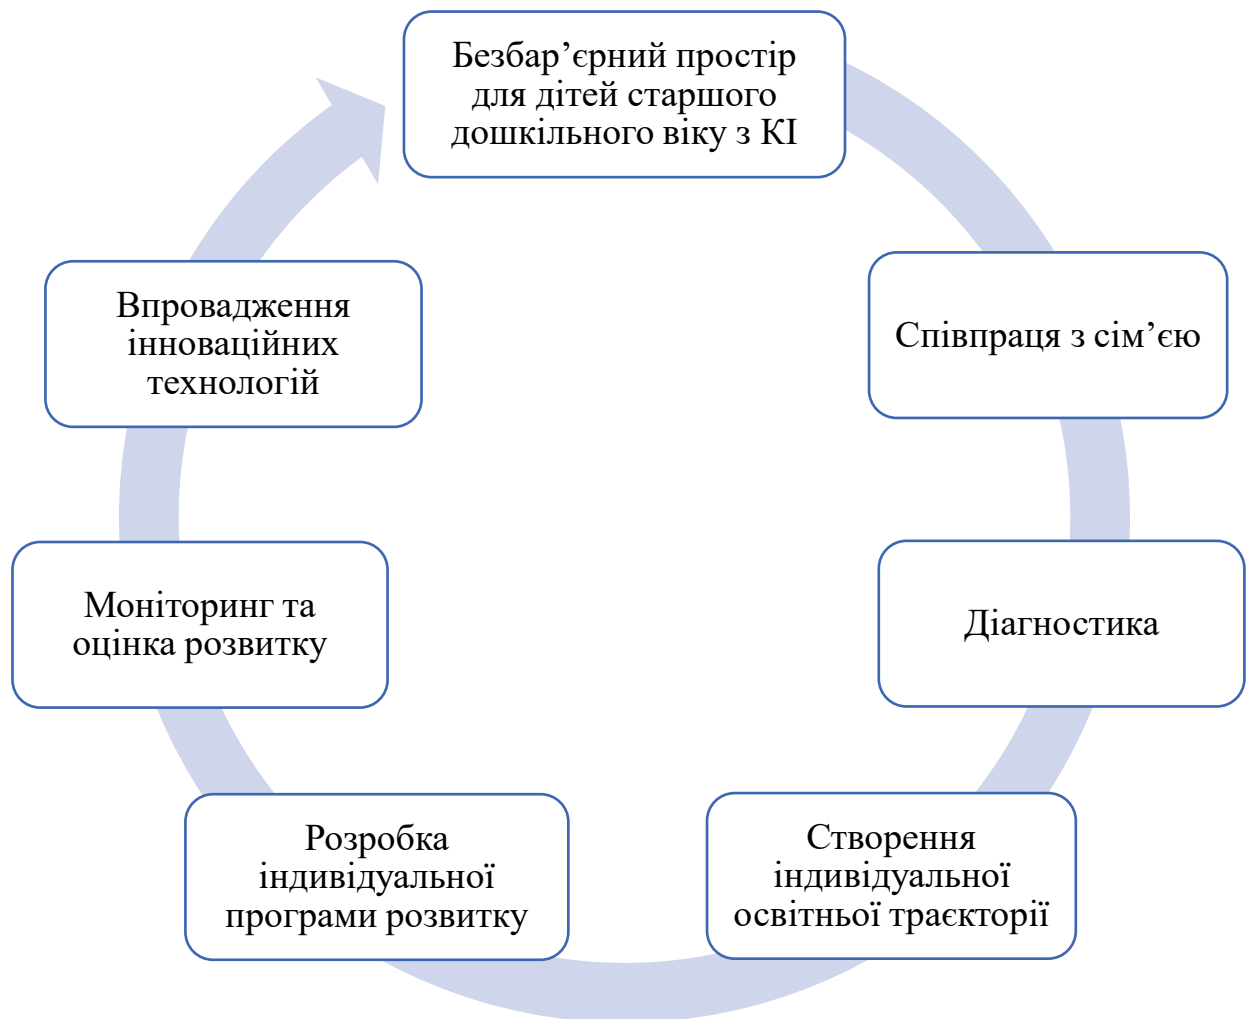 Безбар’єрний простір
для дітей старшого
дошкільного віку з КІ
Співпраця з сім’єю
Діагностика
Створення
індивідуальної
освітньої траєкторії
Розробка
індивідуальної
програми розвитку
Моніторинг та
оцінка розвитку
Впровадження
інноваційних
технологій